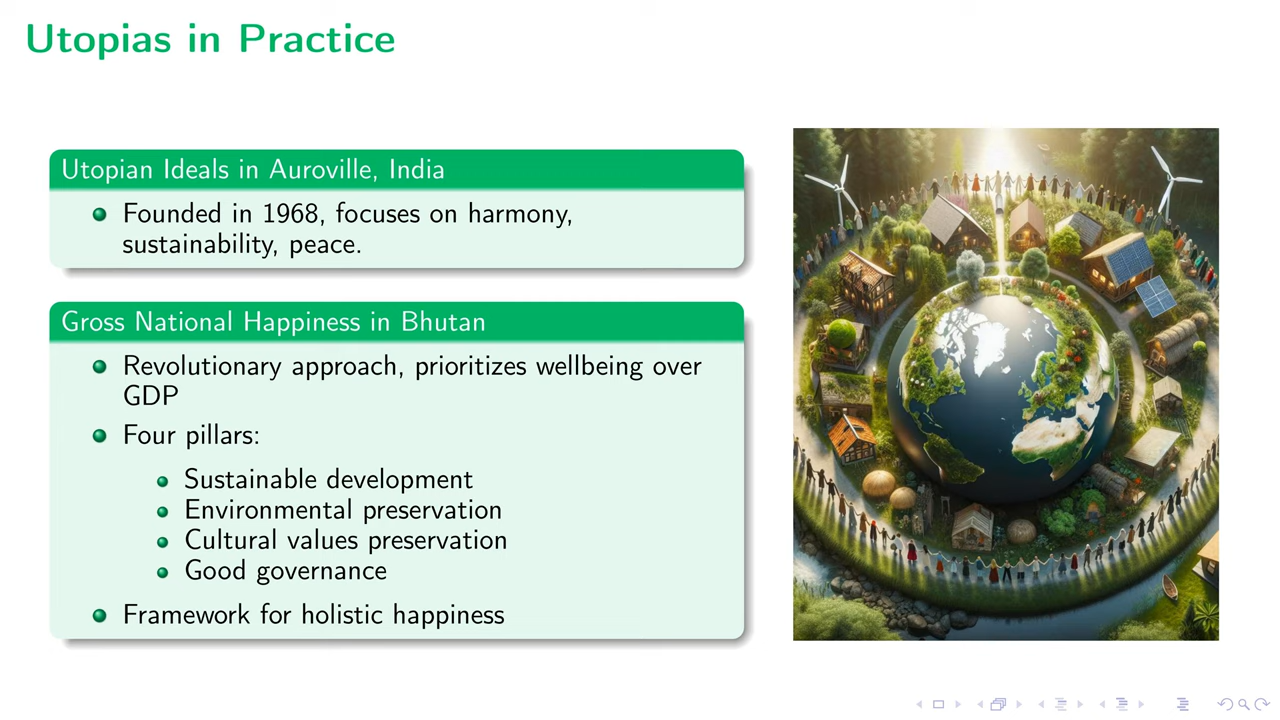 Utopias in Practice
Utopian Ideals in Auroville, India
Founded in 1968, focuses on harmony,
sustainability, peace.
Gross National Happiness in Bhutan
Revolutionary approach, prioritizes wellbeing over
GDP
Four pillars:
Sustainable development
Environmental preservation
Cultural values preservation
Good governance
Framework for holistic happiness